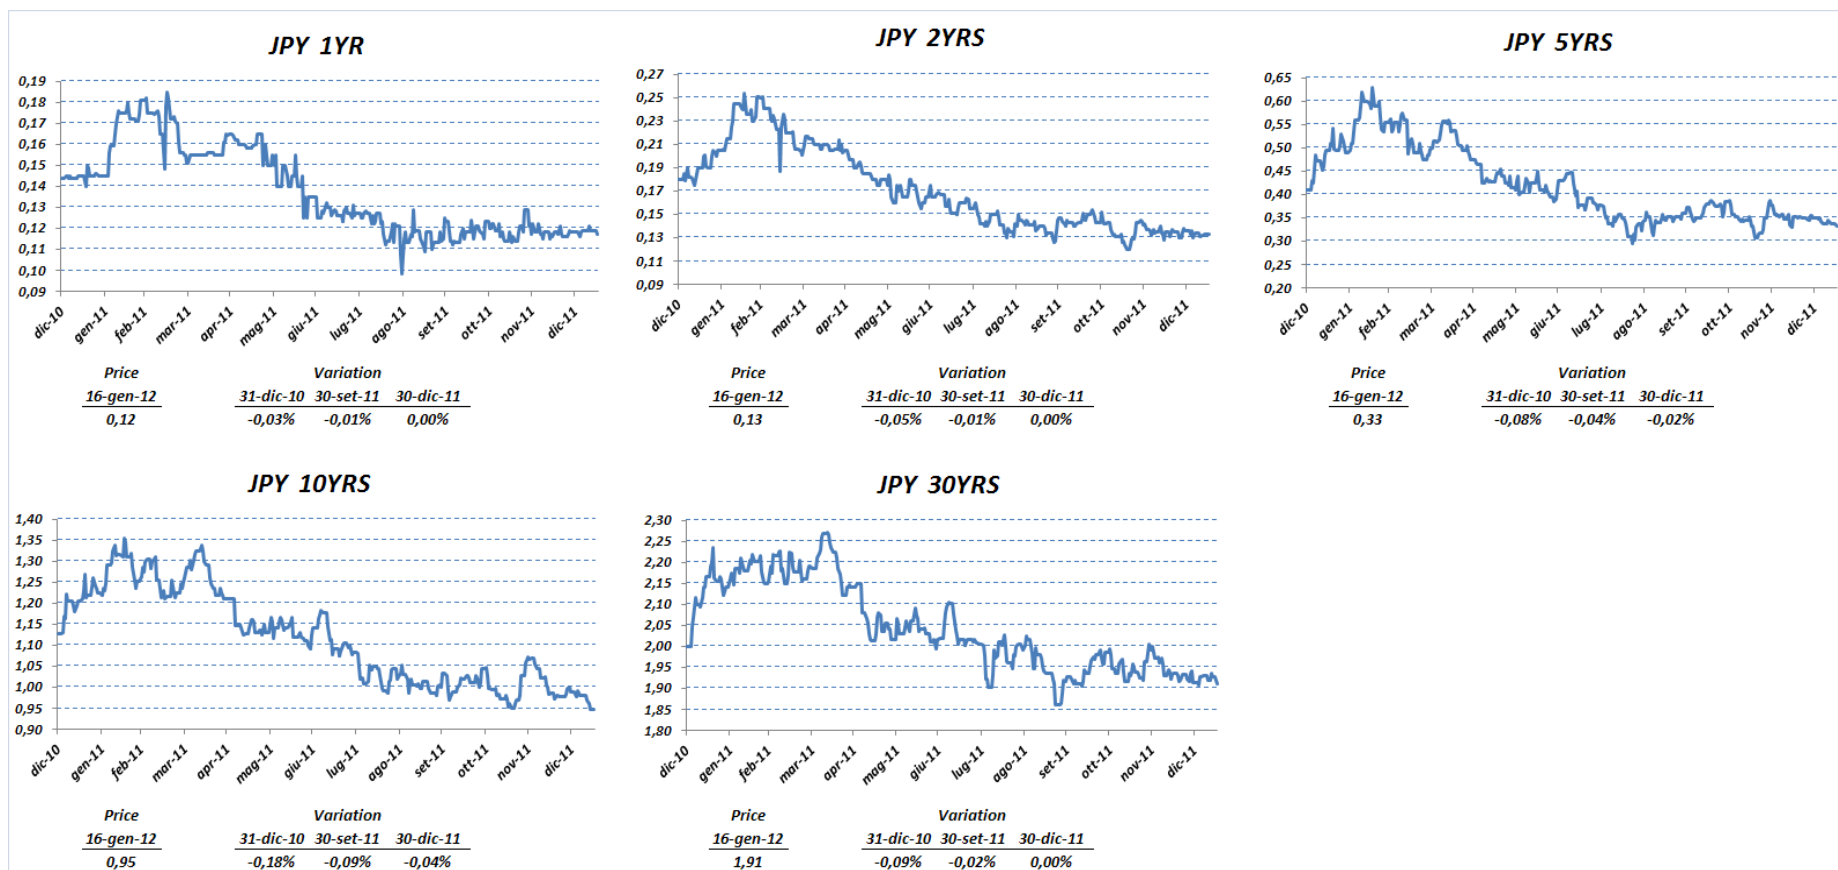 JPY 1YR
0,19
0,18
0,17
0,16
0,15
0,14
0,13
0,12
0,11
0,10
0,09
dic-10 gen-11 feb-11 mar-11 apr-11 mag-11 giu-11 lug-11 ago-11 set-11 ott-11 nov-11 dic-11
Price Variation
16-gen-12 31-dic-10 30-set-11 30-dic-11
0,12 -0,03% -0,01% 0,00%
JPY 2YRS
0,27
0,25
0,23
0,21
0,19
0,17
0,15
0,13
0,11
0,09
dic-10 gen-11 feb-11 mar-11 apr-11 mag-11 giu-11 lug-11 ago-11 set-11 ott-11 nov-11 dic-11
Price Variation
16-gen-12 31-dic-10 30-set-11 30-dic-11
0,13 -0,05% -0,01% 0,00%
JPY 5YRS
0,65
0,60
0,55
0,50
0,45
0,40
0,35
0,30
0,25
0,20
dic-10 gen-11 feb-11 mar-11 apr-11 mag-11 giu-11 lug-11 ago-11 set-11 ott-11 nov-11 dic-11
Price Variation
16-gen-12 31-dic-10 30-set-11 30-dic-11
0,33 -0,08% -0,04% -0,02%
JPY 10YRS
1,40
1,35
1,30
1,25
1,20
1,15
1,10
1,05
1,00
0,95
0,90
dic-10 gen-11 feb-11 mar-11 apr-11 mag-11 giu-11 lug-11 ago-11 set-11 ott-11 nov-11 dic-11
Price Variation
16-gen-12 31-dic-10 30-set-11 30-dic-11
0,95 -0,18% -0,09% -0,04%
JPY 30YRS
2,30
2,25
2,20
2,15
2,10
2,05
2,00
1,95
1,90
1,85
1,80
dic-10 gen-11 feb-11 mar-11 apr-11 mag-11 giu-11 lug-11 ago-11 set-11 ott-11 nov-11 dic-11
Price Variation
16-gen-12 31-dic-10 30-set-11 30-dic-11
1,91 -0,09% -0,02% 0,00%